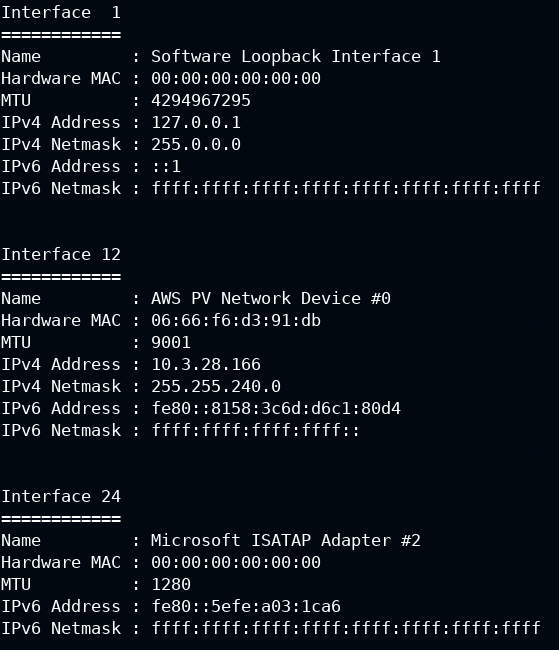 Interface  1
============
Name         : Software Loopback Interface 1
Hardware MAC : 00:00:00:00:00:00
MTU          : 4294967295
IPv4 Address : 127.0.0.1
IPv4 Netmask : 255.0.0.0
IPv6 Address : ::1
IPv6 Netmask : ffff:ffff:ffff:ffff:ffff:ffff:ffff:ffff
Interface 12
============
Name         : AWS PV Network Device #0
Hardware MAC : 06:66:f6:d3:91:db
MTU          : 9001
IPv4 Address : 10.3.28.166
IPv4 Netmask : 255.255.240.0
IPv6 Address : fe80::8158:3c6d:d6c1:80d4
IPv6 Netmask : ffff:ffff:ffff:ffff::
Interface 24
============
Name         : Microsoft ISATAP Adapter #2
Hardware MAC : 00:00:00:00:00:00
MTU          : 1280
IPv6 Address : fe80::5efe:a03:1ca6
IPv6 Netmask : ffff:ffff:ffff:ffff:ffff:ffff:ffff:ffff